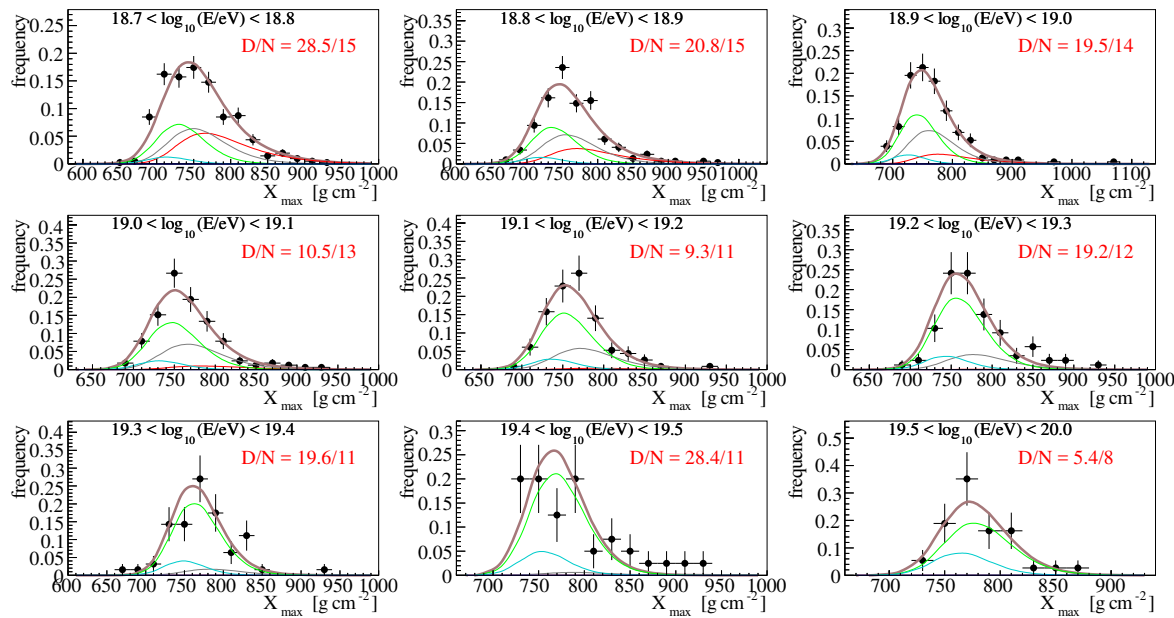 18.7 < log10(E/eV) < 18.8
D/N = 28.5/15
frequency
0.25
0.2
0.15
0.1
0.05
0
600 650 700 750 800 850 900 950 1000
Xmax [g cm-2]
18.8 < log10(E/eV) < 18.9
D/N = 20.8/15
frequency
0.35
0.3
0.25
0.2
0.15
0.1
0.05
0
650 700 750 800 850 900 950 1000
Xmax [g cm-2]
18.9 < log10(E/eV) < 19.0
D/N = 19.5/14
frequency
0.3
0.25
0.2
0.15
0.1
0.05
0
700 800 900 1000 1100
Xmax [g cm-2]
19.0 < log10(E/eV) < 19.1
D/N = 10.5/13
frequency
0.4
0.35
0.3
0.25
0.2
0.15
0.1
0.05
0
650 700 750 800 850 900 950 1000
Xmax [g cm-2]
19.1 < log10(E/eV) < 19.2
D/N = 9.3/11
frequency
0.4
0.35
0.3
0.25
0.2
0.15
0.1
0.05
0
650 700 750 800 850 900 950 1000
Xmax [g cm-2]
19.2 < log10(E/eV) < 19.3
D/N = 19.2/12
frequency
0.35
0.3
0.25
0.2
0.15
0.1
0.05
0
650 700 750 800 850 900 950 1000
Xmax [g cm-2]
19.3 < log10(E/eV) < 19.4
D/N = 19.6/11
frequency
0.4
0.35
0.3
0.25
0.2
0.15
0.1
0.05
0
600 650 700 750 800 850 900 950 1000
Xmax [g cm-2]
19.4 < log10(E/eV) < 19.5
D/N = 28.4/11
frequency
0.3
0.25
0.2
0.15
0.1
0.05
0
700 750 800 850 900 950 1000
Xmax [g cm-2]
19.5 < log10(E/eV) < 20.0
D/N = 5.4/8
frequency
0.5
0.4
0.3
0.2
0.1
0
700 750 800 850 900
Xmax [g cm-2]